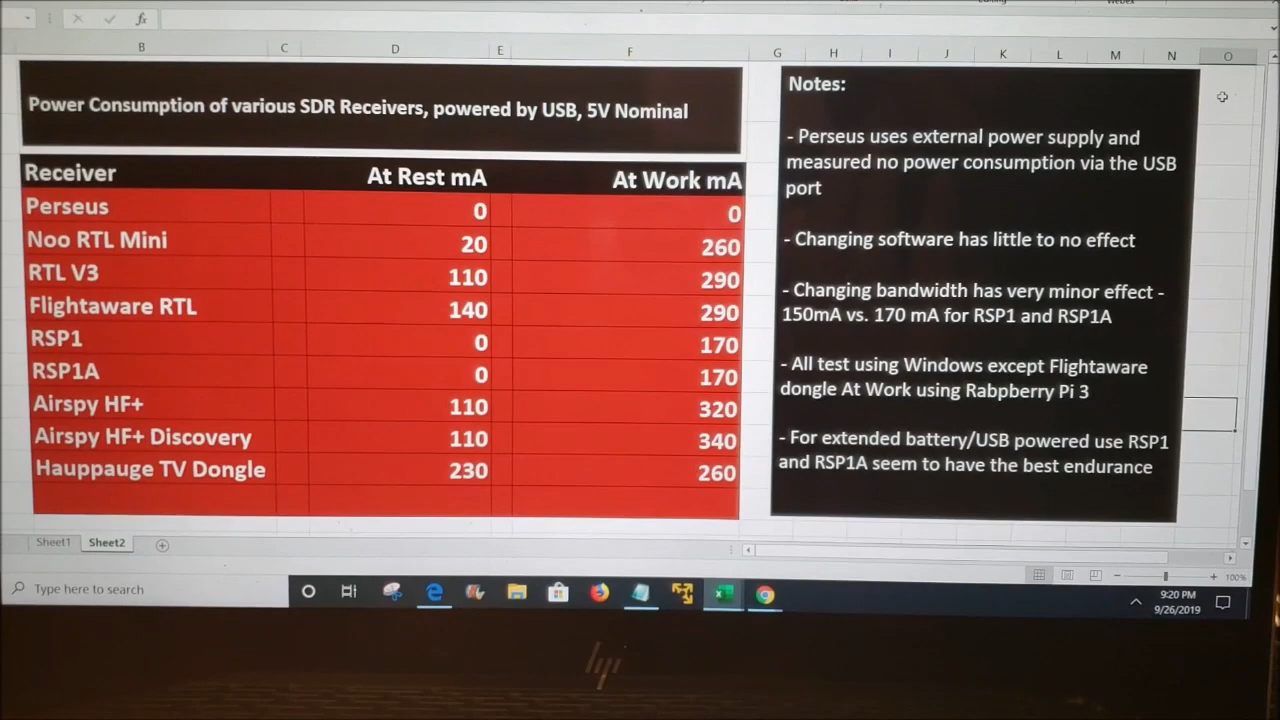 fx
B C D E F G H I J K L M N O
Power Consumption of various SDR Receivers, powered by USB, 5V Nominal
Receiver At Rest mA At Work mA
Perseus 0 0
Noo RTL Mini 20 260
RTL V3 110 290
Flightaware RTL 140 290
RSP1 0 170
RSP1A 0 170
Airspy HF+ 110 320
Airspy HF+ Discovery 110 340
Hauppauge TV Dongle 230 260
Notes:
- Perseus uses external power supply and
measured no power consumption via the USB
port
- Changing software has little to no effect
- Changing bandwidth has very minor effect -
150mA vs. 170 mA for RSP1 and RSP1A
- All test using Windows except Flightaware
dongle At Work using Rabpberry Pi 3
- For extended battery/USB powered use RSP1
and RSP1A seem to have the best endurance
Sheet1 Sheet2
100%
Type here to search
9:20 PM
9/26/2019
hp